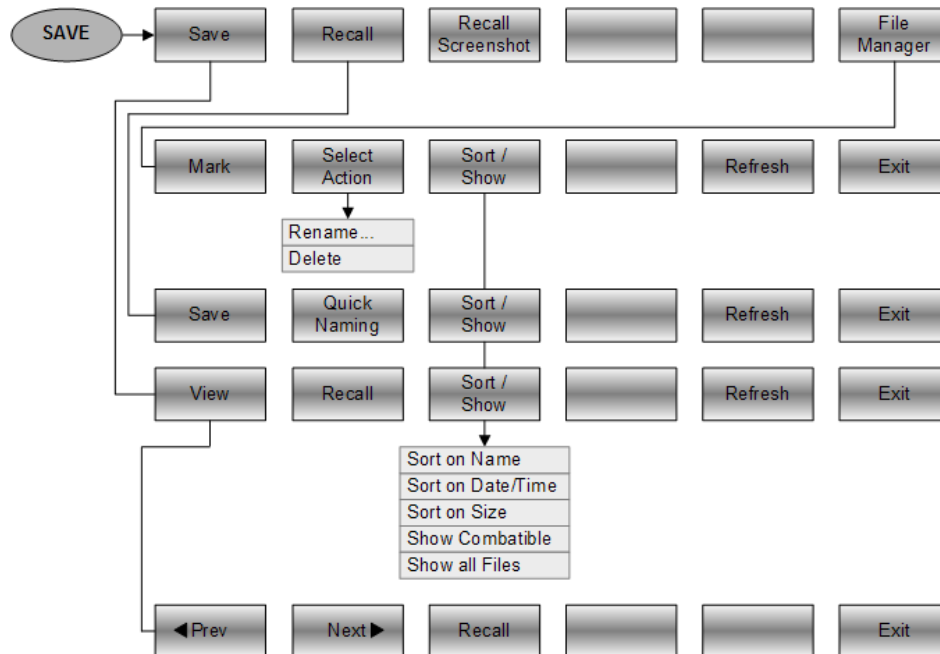 SAVE
Save
Recall
Recall
Screenshot
File
Manager
Mark
Select
Action
Sort /
Show
Refresh
Exit
Rename...
Delete
Save
Quick
Naming
Sort /
Show
Refresh
Exit
View
Recall
Sort /
Show
Refresh
Exit
Sort on Name
Sort on Date/Time
Sort on Size
Show Combatible
Show all Files
◀Prev
Next▶
Recall
Exit